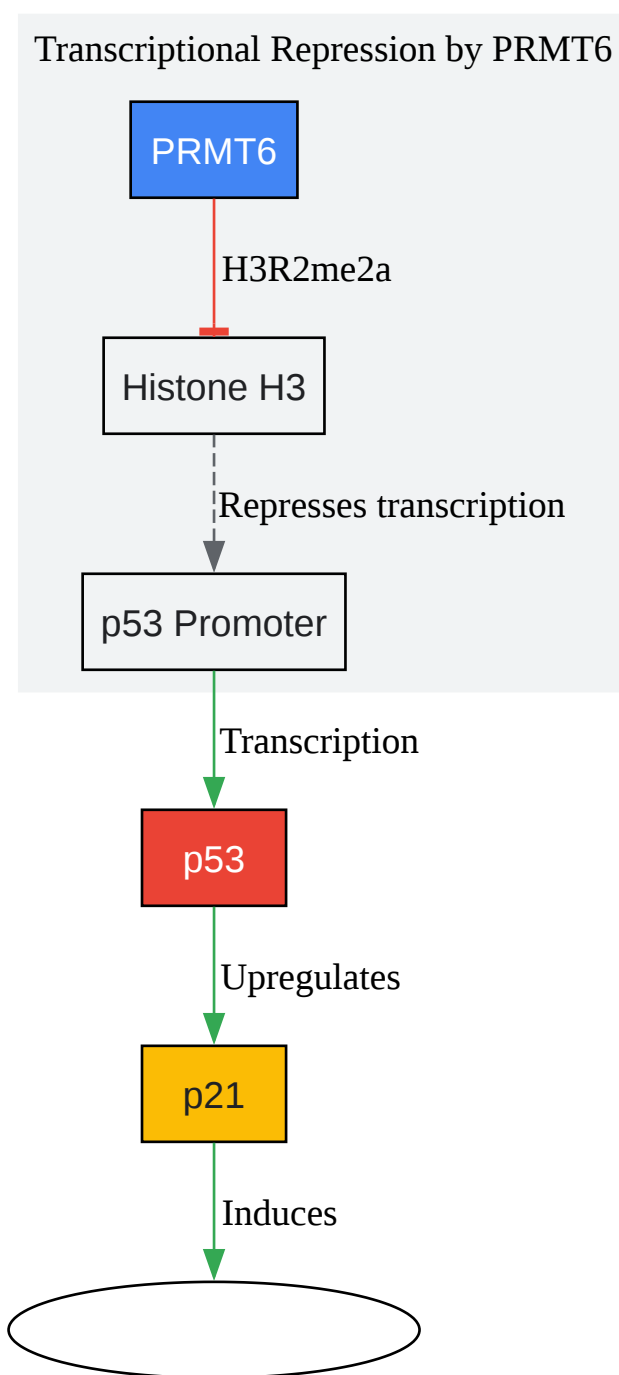 Transcriptional Repression by PRMT6
PRMT6
H3R2me2a
Histone H3
Represses transcription
p53 Promoter
Transcription
p53
Upregulates
p21
Induces